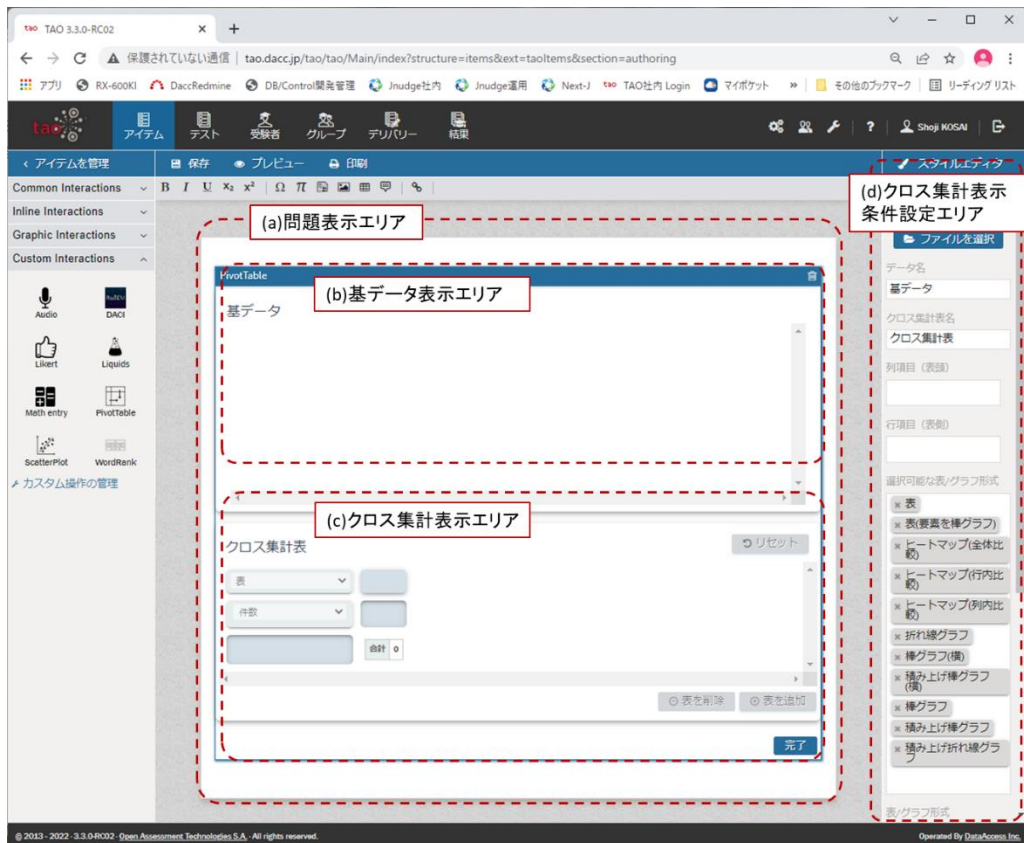 tao TAO 3.3.0-RC02
保護されていない通信 | tao.dacc.jp/tao/tao/Main/index?structure=items&ext=taoItems&section=authoring
アプリ RX-600KI DaccRedmine DB/Control開発管理 Jnudge社内 Jnudge運用 Next-J TAO社内 Login マイポケット » その他のブックマーク リーディング リスト
tao アイテム テスト 受験者 グループ デリバリー 結果 ? Shoji KOSAI
アイテムを管理 保存 プレビュー 印刷 スタイルエディタ
B I U X₂ x² Ω π
Common Interactions
Inline Interactions
Graphic Interactions
Custom Interactions
Audio DACI
Likert Liquids
Math entry PivotTable
ScatterPlot WordRank
カスタム操作の管理
(a)問題表示エリア
PivotTable
(b)基データ表示エリア
基データ
(c)クロス集計表示エリア
クロス集計表 リセット
表
件数
合計 0
表を削除 表を追加
完了
(d)クロス集計表示
条件設定エリア
ファイルを選択
データ名
基データ
クロス集計表名
クロス集計表
列項目（表頭）
行項目（表側）
選択可能な表/グラフ形式
表
表(要素を棒グラフ)
ヒートマップ(全体比
較)
ヒートマップ(行内比
較)
ヒートマップ(列内比
較)
折れ線グラフ
棒グラフ(横)
積み上げ棒グラフ
(横)
棒グラフ
積み上げ棒グラフ
積み上げ折れ線グラ
フ
表/グラフ形式
© 2013 - 2022 · 3.3.0-RC02 · Open Assessment Technologies S.A. · All rights reserved. Operated By DataAccess Inc.